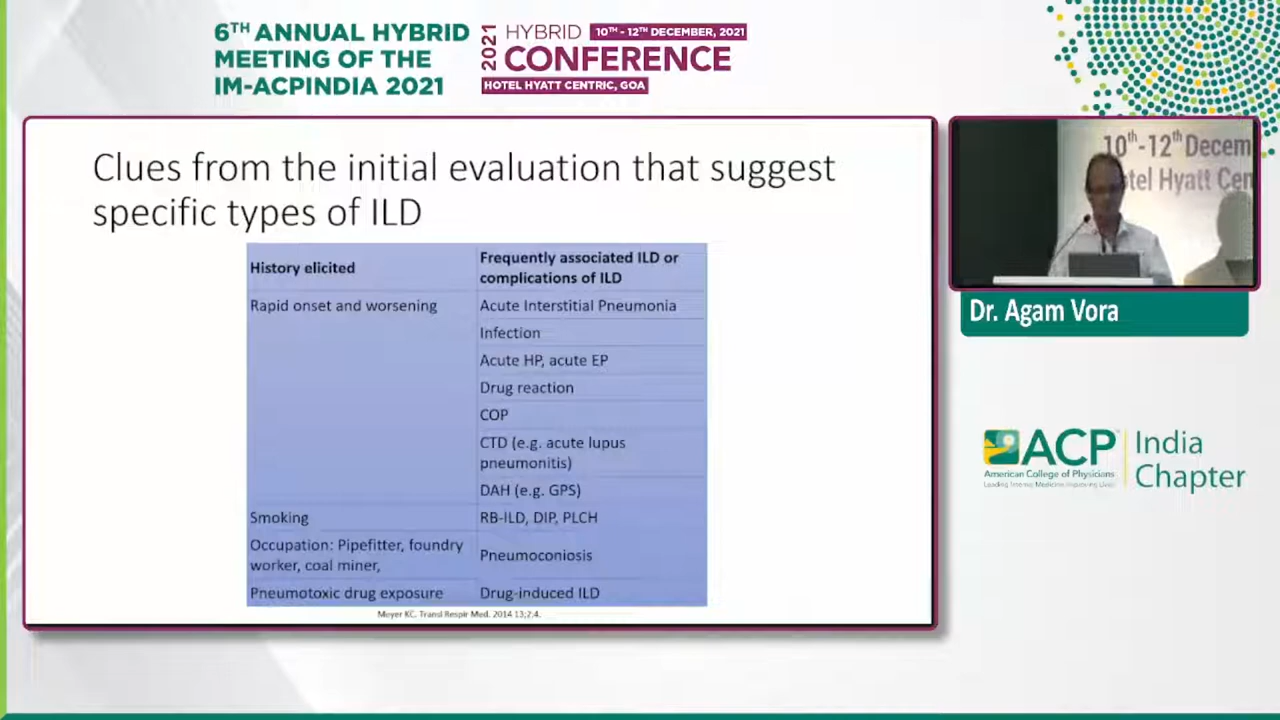 6TH ANNUAL HYBRID
MEETING OF THE
IM-ACPINDIA 2021
2021
HYBRID
10TH - 12TH DECEMBER, 2021
CONFERENCE
HOTEL HYATT CENTRIC, GOA
Clues from the initial evaluation that suggest
specific types of ILD
History elicited
Frequently associated ILD or
complications of ILD
Rapid onset and worsening
Acute Interstitial Pneumonia
Infection
Acute HP, acute EP
Drug reaction
COP
CTD (e.g. acute lupus
pneumonitis)
DAH (e.g. GPS)
Smoking
RB-ILD, DIP, PLCH
Occupation: Pipefitter, foundry
worker, coal miner,
Pneumoconiosis
Pneumotoxic drug exposure
Drug-induced ILD
Meyer KC. Transl Respir Med. 2014 13;2:4.
10th-12th Decem
tel Hyatt Cen
Dr. Agam Vora
ACP
American College of Physicians
Leading Internal Medicine, Improving Lives
India
Chapter